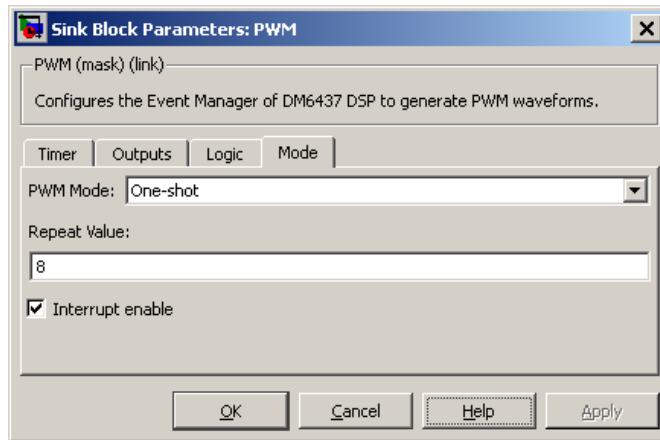 Sink Block Parameters: PWM
PWM (mask) (link)
Configures the Event Manager of DM6437 DSP to generate PWM waveforms.
Timer Outputs Logic Mode
PWM Mode: One-shot
Repeat Value:
8
Interrupt enable
OK Cancel Help Apply